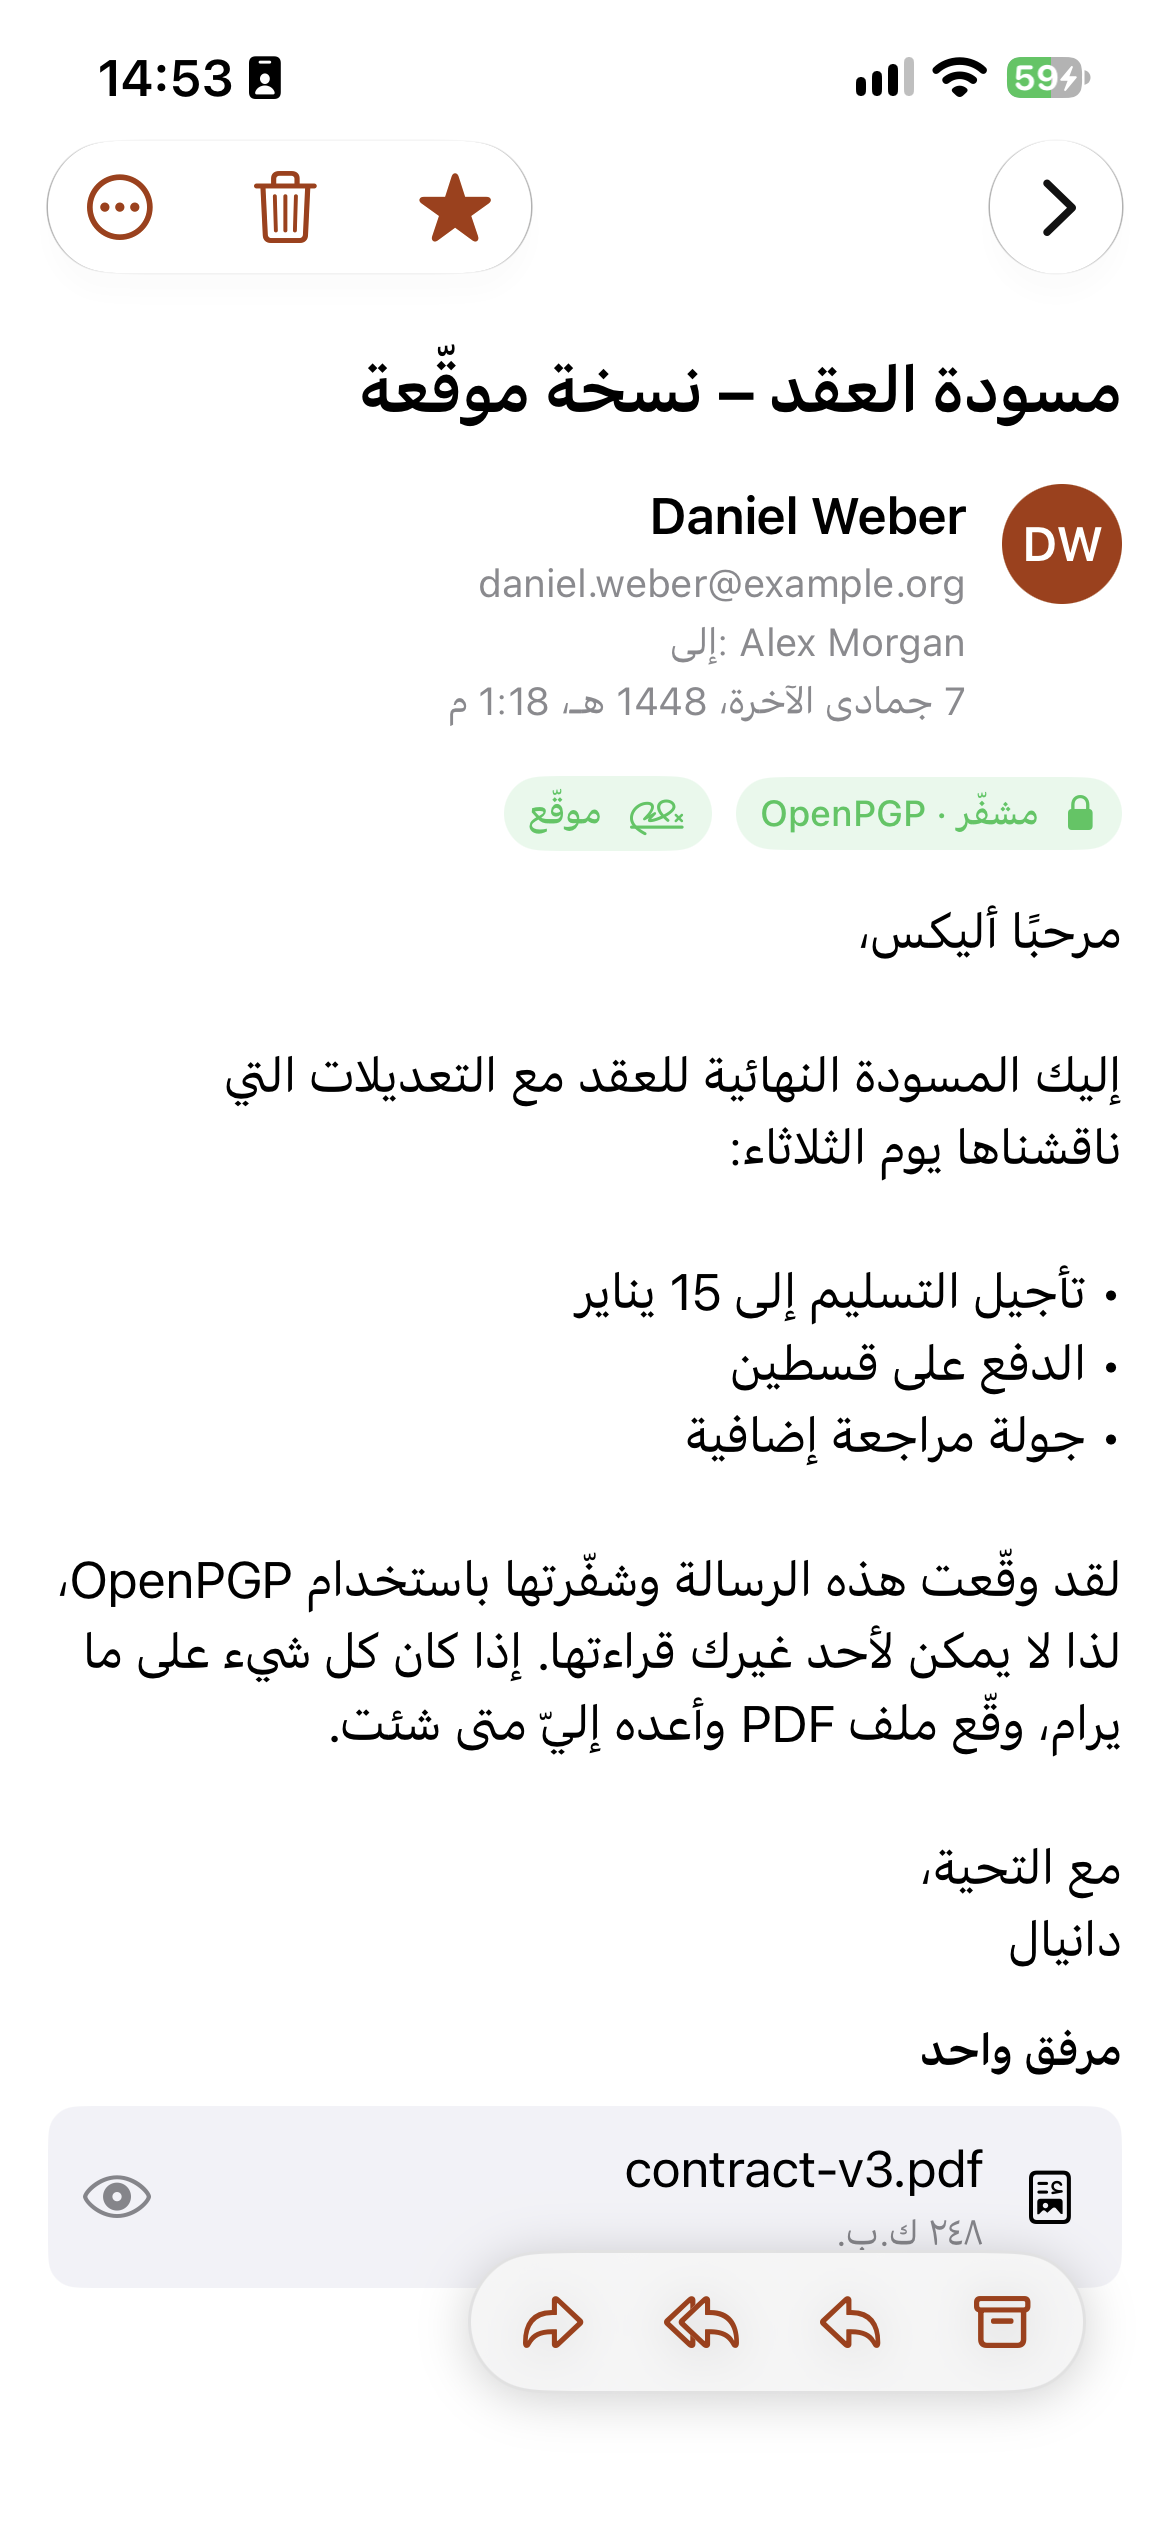 14:53
59
مسودة العقد – نسخة موقّعة
DW
Daniel Weber
daniel.weber@example.org
إلى: Alex Morgan
7 جمادى الآخرة، 1448 هـ، 1:18 م
مشفّر · OpenPGP
موقّع
مرحبًا أليكس،
إليك المسودة النهائية للعقد مع التعديلات التي
ناقشناها يوم الثلاثاء:
• تأجيل التسليم إلى 15 يناير
• الدفع على قسطين
• جولة مراجعة إضافية
لقد وقّعت هذه الرسالة وشفّرتها باستخدام OpenPGP،
لذا لا يمكن لأحد غيرك قراءتها. إذا كان كل شيء على ما
يرام، وقّع ملف PDF وأعده إليّ متى شئت.
مع التحية،
دانيال
مرفق واحد
contract-v3.pdf
٢٤٨ ك.ب.